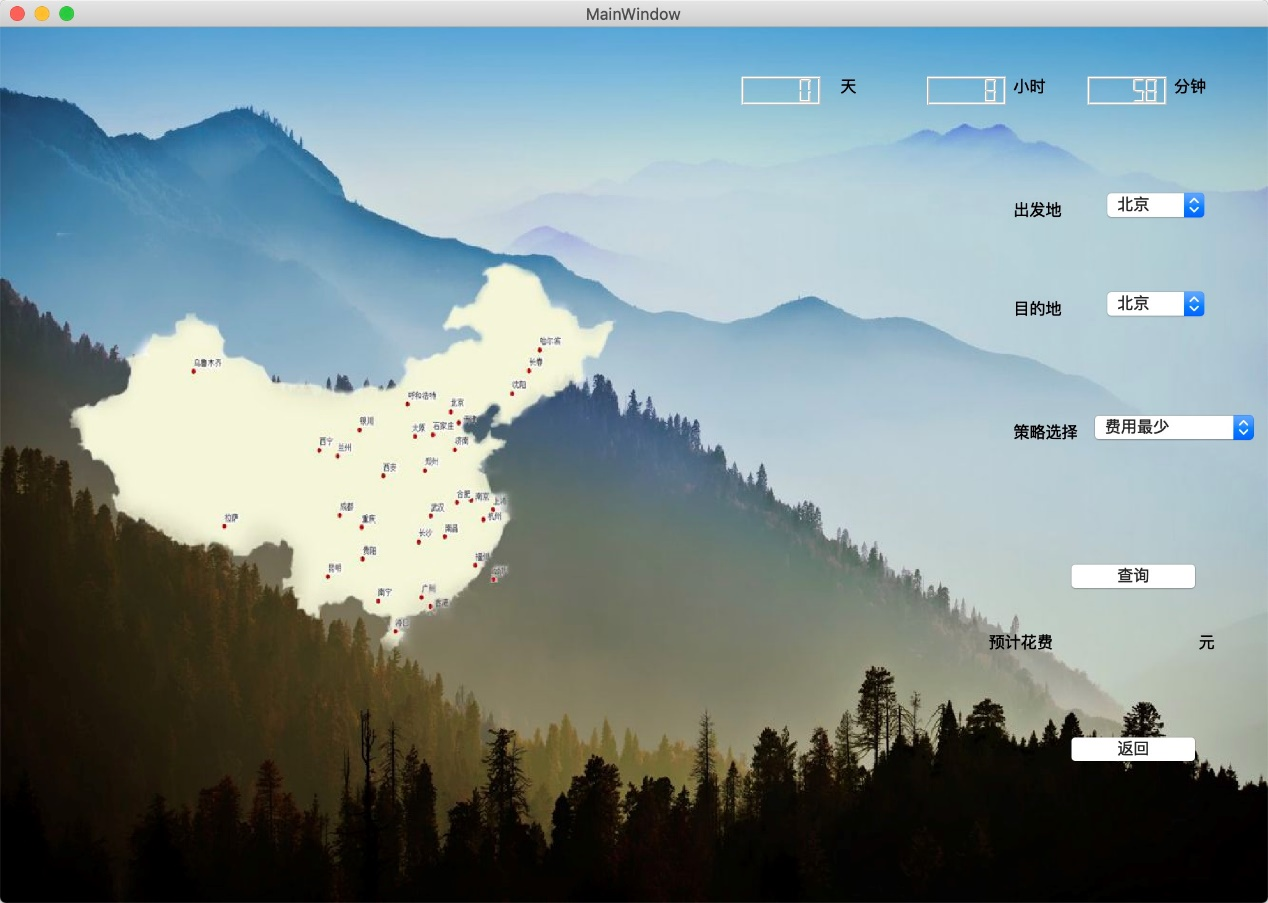 MainWindow
0 天 9 小时 58 分钟
出发地 北京
目的地 北京
策略选择 费用最少
查询
预计花费 元
返回
哈尔滨
长春
乌鲁木齐
沈阳
呼和浩特
北京
银川
太原
石家庄
西宁
兰州
济南
西安
郑州
成都
重庆
合肥
南京
武汉
杭州
拉萨
长沙
南昌
贵阳
福州
昆明
南宁
广州
香港
海口